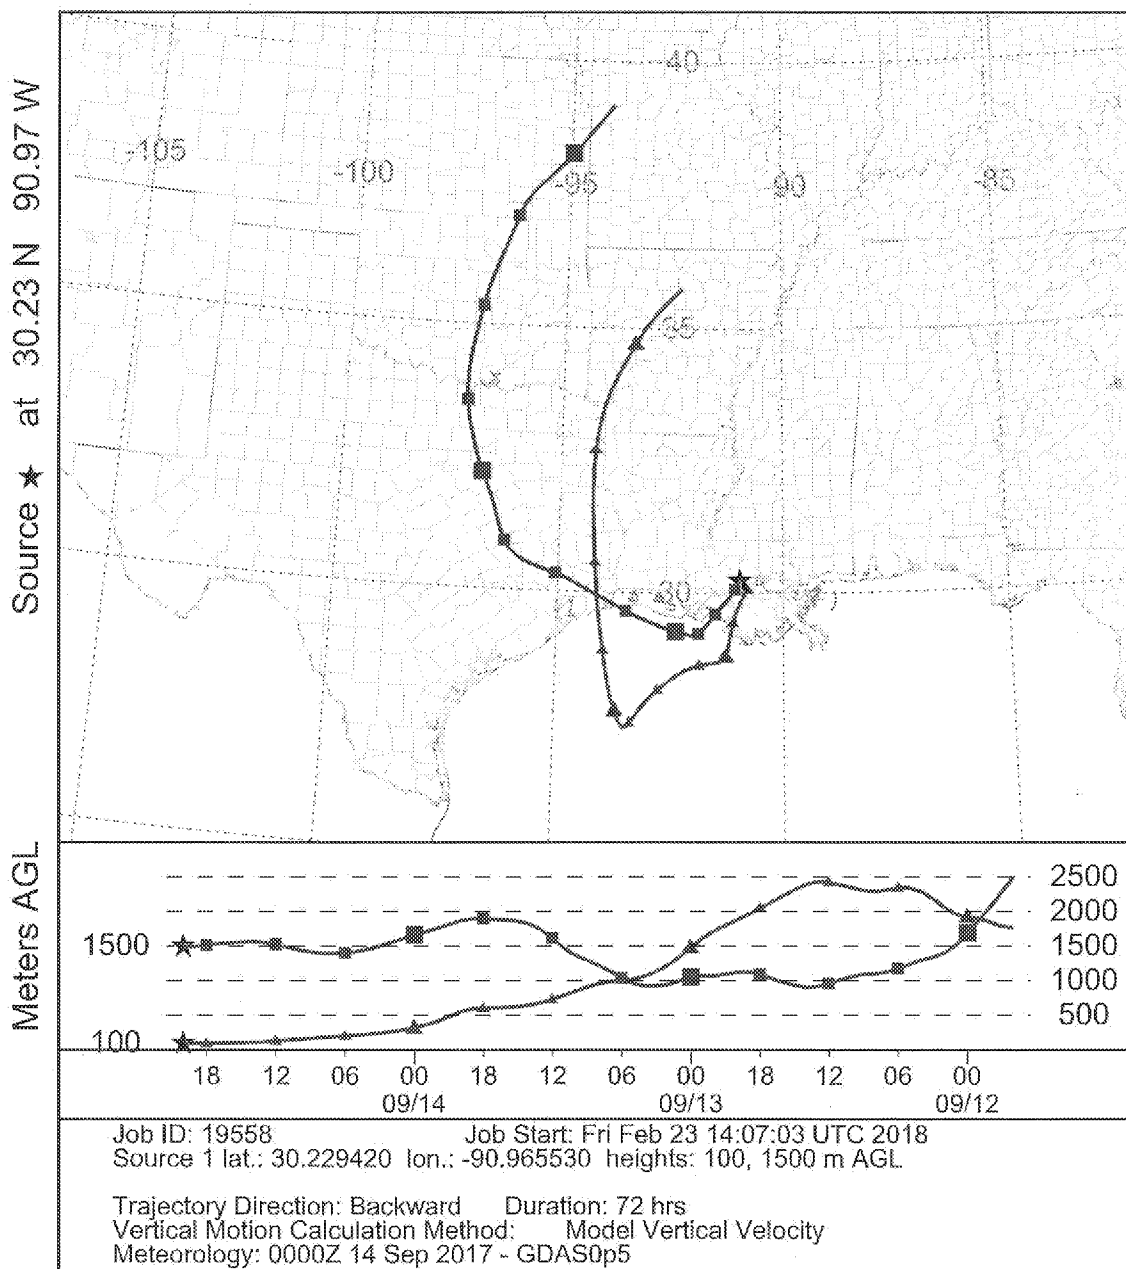 Source ★ at 30.23 N 90.97 W
40
-105
-100
-95
-90
-85
35
30
Meters AGL
2500
2000
1500
1500
1000
500
100
18 12 06 00 18 12 06 00 18 12 06 00
09/14 09/13 09/12
Job ID: 19558 Job Start: Fri Feb 23 14:07:03 UTC 2018
Source 1 lat.: 30.229420 lon.: -90.965530 heights: 100, 1500 m AGL
Trajectory Direction: Backward Duration: 72 hrs
Vertical Motion Calculation Method: Model Vertical Velocity
Meteorology: 0000Z 14 Sep 2017 - GDAS0p5